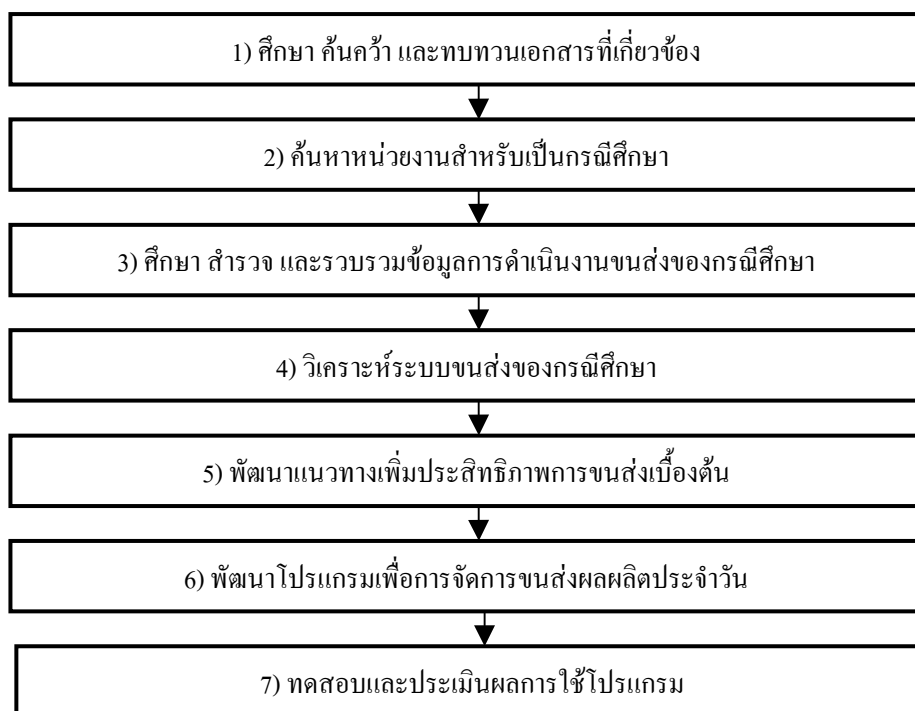 1) ศึกษา ค้นคว้า และทบทวนเอกสารที่เกี่ยวข้อง
2) ค้นหาหน่วยงานสำหรับเป็นกรณีศึกษา
3) ศึกษา สำรวจ และรวบรวมข้อมูลการดำเนินงานขนส่งของกรณีศึกษา
4) วิเคราะห์ระบบขนส่งของกรณีศึกษา
5) พัฒนาแนวทางเพิ่มประสิทธิภาพการขนส่งเบื้องต้น
6) พัฒนาโปรแกรมเพื่อการจัดการขนส่งผลผลิตประจำวัน
7) ทดสอบและประเมินผลการใช้โปรแกรม